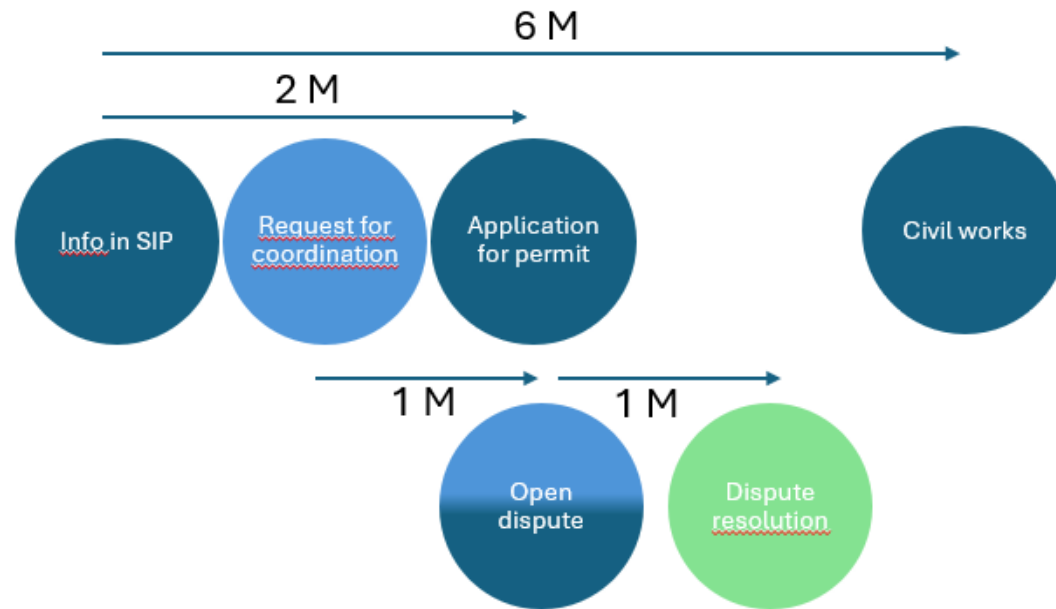 6 M
2 M
Info in SIP
Request for
coordination
Application
for permit
Civil works
1 M
1 M
Open
dispute
Dispute
resolution